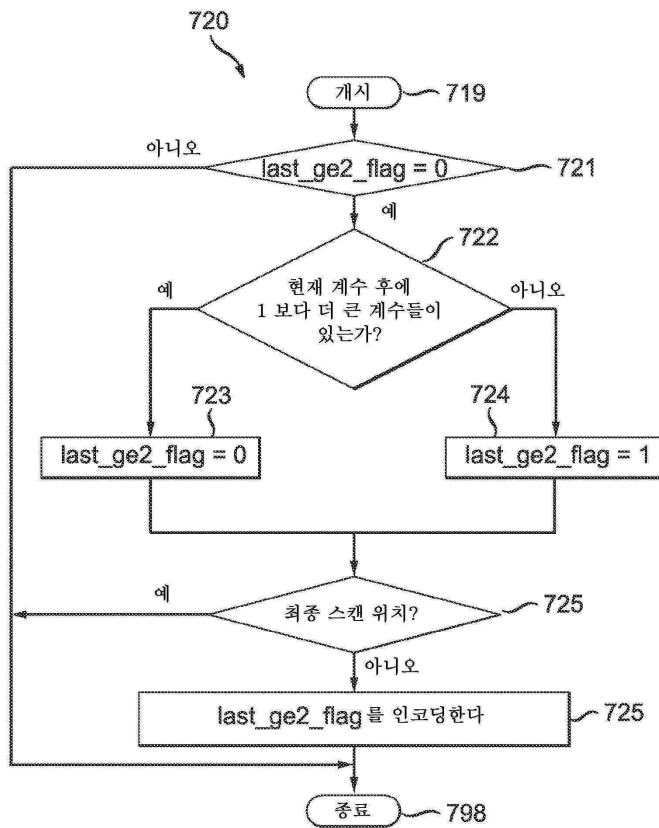 720
개시
719
아니오
last_ge2_flag = 0
721
예
722
현재 계수 후에
1 보다 더 큰 계수들이
있는가?
예
아니오
723
724
last_ge2_flag = 0
last_ge2_flag = 1
예
최종 스캔 위치?
725
아니오
last_ge2_flag 를 인코딩한다
725
종료
798